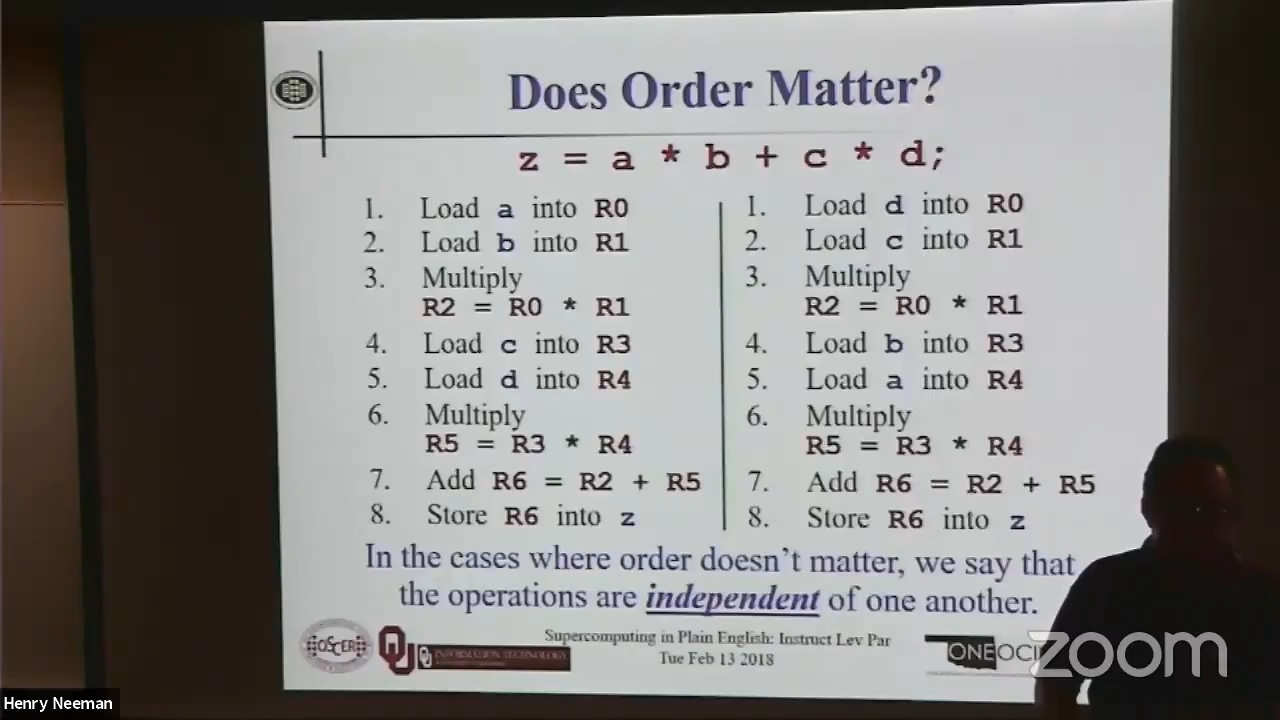 Does Order Matter?
z = a * b + c * d;
1. Load a into R0
2. Load b into R1
3. Multiply
R2 = R0 * R1
4. Load c into R3
5. Load d into R4
6. Multiply
R5 = R3 * R4
7. Add R6 = R2 + R5
8. Store R6 into z
1. Load d into R0
2. Load c into R1
3. Multiply
R2 = R0 * R1
4. Load b into R3
5. Load a into R4
6. Multiply
R5 = R3 * R4
7. Add R6 = R2 + R5
8. Store R6 into z
In the cases where order doesn't matter, we say that
the operations are independent of one another.
OSCER
INFORMATION TECHNOLOGY
Supercomputing in Plain English: Instruct Lev Par
Tue Feb 13 2018
ONEOCI
zoom
Henry Neeman